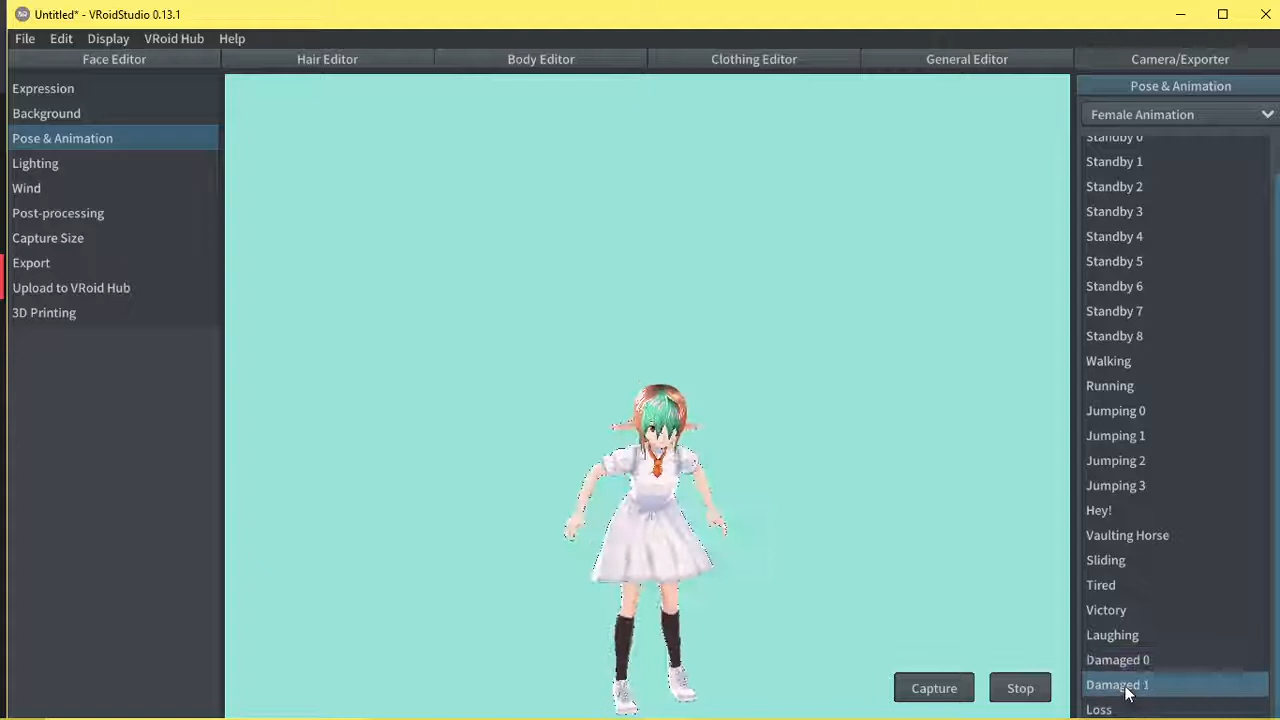 Untitled* - VRoidStudio 0.13.1
File Edit Display VRoid Hub Help
Face Editor Hair Editor Body Editor Clothing Editor General Editor Camera/Exporter
Expression
Background
Pose & Animation
Lighting
Wind
Post-processing
Capture Size
Export
Upload to VRoid Hub
3D Printing
Pose & Animation
Female Animation
Standby 0
Standby 1
Standby 2
Standby 3
Standby 4
Standby 5
Standby 6
Standby 7
Standby 8
Walking
Running
Jumping 0
Jumping 1
Jumping 2
Jumping 3
Hey!
Vaulting Horse
Sliding
Tired
Victory
Laughing
Damaged 0
Damaged 1
Loss
Capture Stop